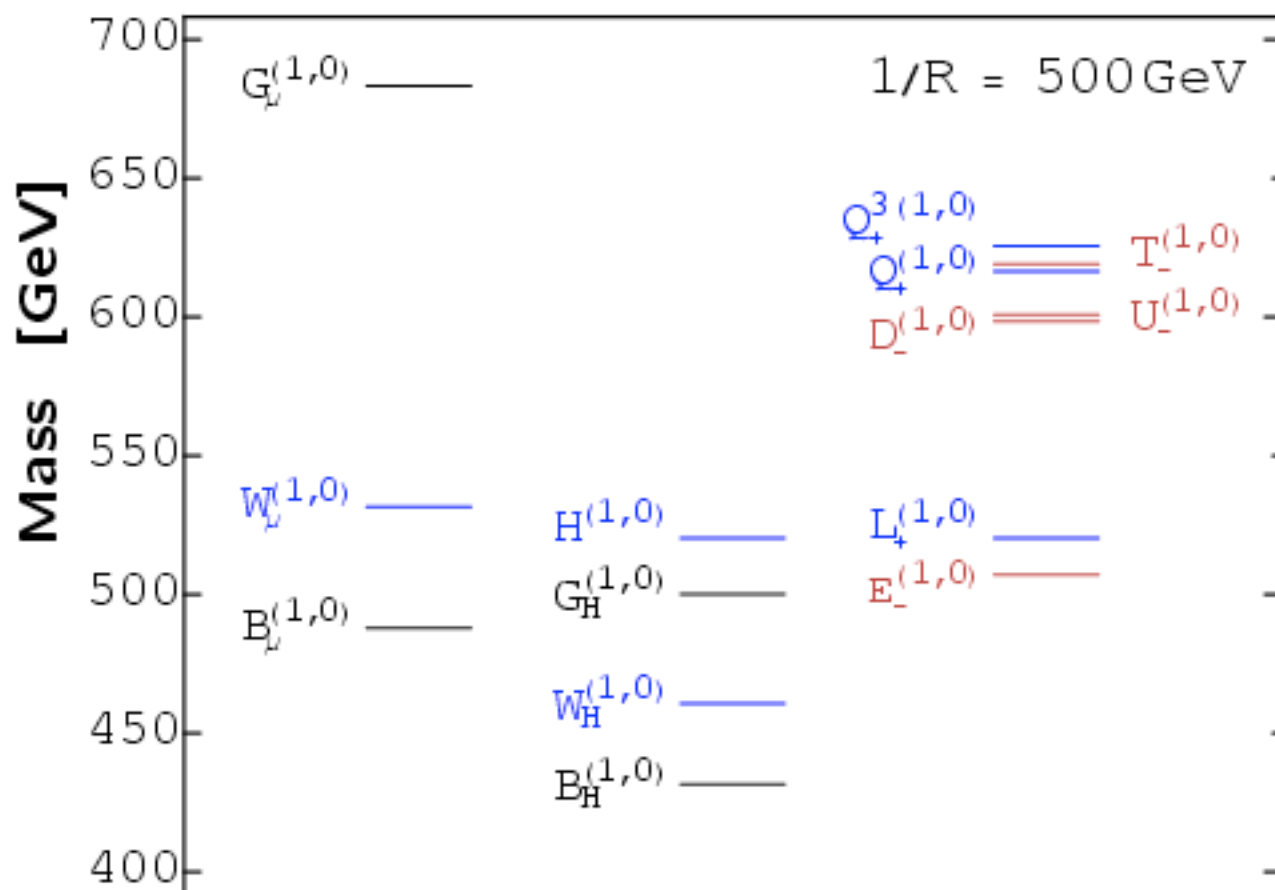 700
650
600
550
500
450
400
Mass [GeV]
1/R = 500GeV
G_μ^(1,0)
W_μ^(1,0)
B_μ^(1,0)
H^(1,0)
G_H^(1,0)
W_H^(1,0)
B_H^(1,0)
Q_+^3(1,0)
Q_+^(1,0)
D_-^(1,0)
T_-^(1,0)
U_-^(1,0)
L_+^(1,0)
E_-^(1,0)